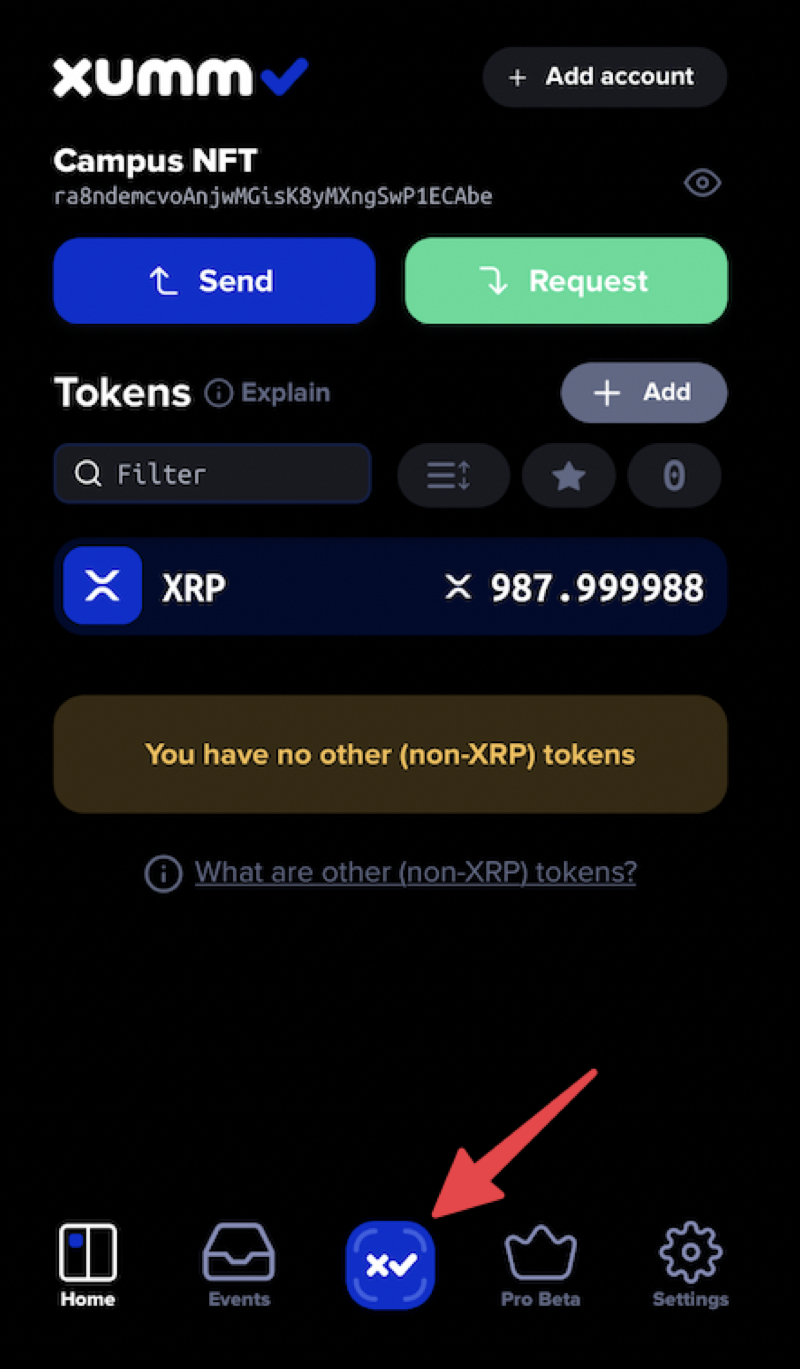 xumm
+ Add account
Campus NFT
ra8ndemcvoAnjwMGisK8yMXngSwP1ECAbe
Send
Request
Tokens
Explain
+ Add
Filter
0
XRP
987.999988
You have no other (non-XRP) tokens
What are other (non-XRP) tokens?
Home
Events
Pro Beta
Settings